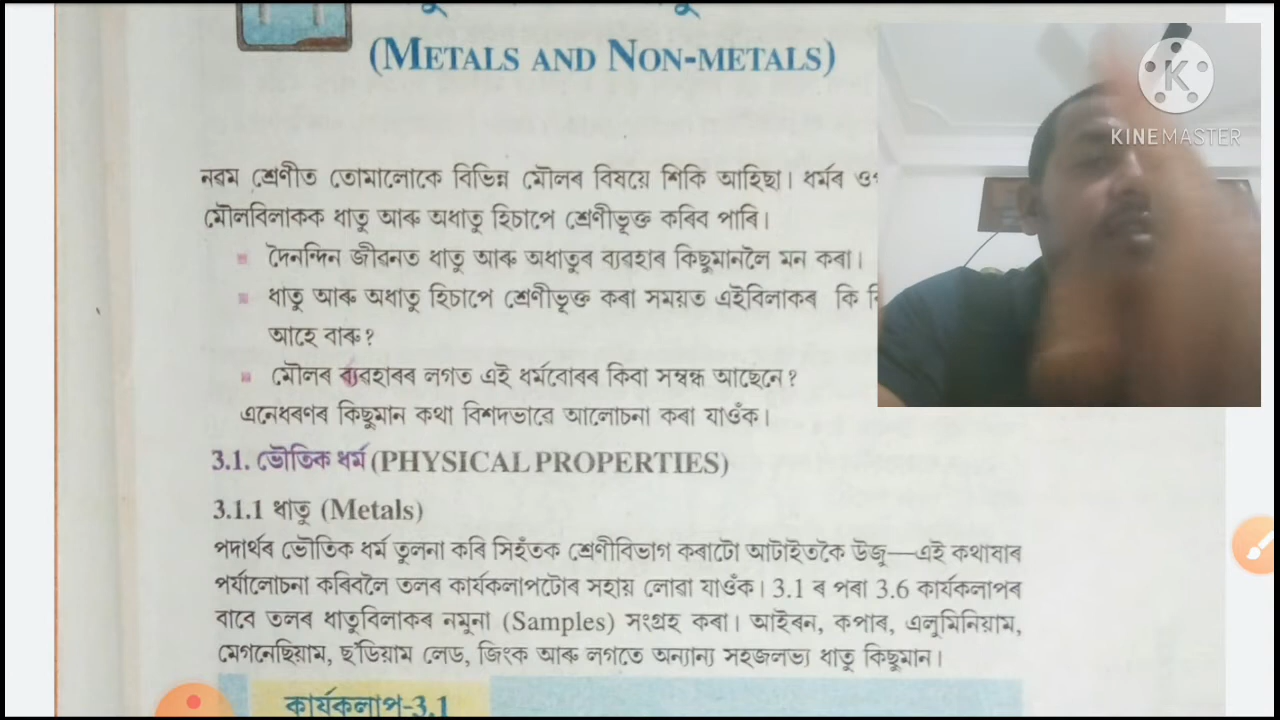 (METALS AND NON-METALS)
K
KINEMASTER
নৱম শ্ৰেণীত তোমালোকে বিভিন্ন মৌলৰ বিষয়ে শিকি আহিছা। ধৰ্মৰ
মৌলবিলাকক ধাতু আৰু অধাতু হিচাপে শ্ৰেণীভূক্ত কৰিব পাৰি।
দৈনন্দিন জীৱনত ধাতু আৰু অধাতুৰ ব্যৱহাৰ কিছুমানলৈ মন কৰা।
ধাতু আৰু অধাতু হিচাপে শ্ৰেণীভূক্ত কৰা সময়ত এইবিলাকৰ কি
আহে বাৰু?
মৌলৰ ব্যৱহাৰৰ লগত এই ধৰ্মবোৰৰ কিবা সম্বন্ধ আছেনে?
এনেধৰণৰ কিছুমান কথা বিশদভাৱে আলোচনা কৰা যাওঁক।
3.1. ভৌতিক ধৰ্ম (PHYSICAL PROPERTIES)
3.1.1 ধাতু (Metals)
পদাৰ্থৰ ভৌতিক ধৰ্ম তুলনা কৰি সিহঁতক শ্ৰেণীবিভাগ কৰাটো আটাইতকৈ উজু—এই কথাষাৰ
পৰ্যালোচনা কৰিবলৈ তলৰ কাৰ্যকলাপটোৰ সহায় লোৱা যাওঁক। 3.1 ৰ পৰা 3.6 কাৰ্যকলাপৰ
বাবে তলৰ ধাতুবিলাকৰ নমুনা (Samples) সংগ্ৰহ কৰা। আইৰন, কপাৰ, এলুমিনিয়াম,
মেগনেছিয়াম, ছ'ডিয়াম লেড, জিংক আৰু লগতে অন্যান্য সহজলভ্য ধাতু কিছুমান।
কাৰ্যকলাপ-3.1